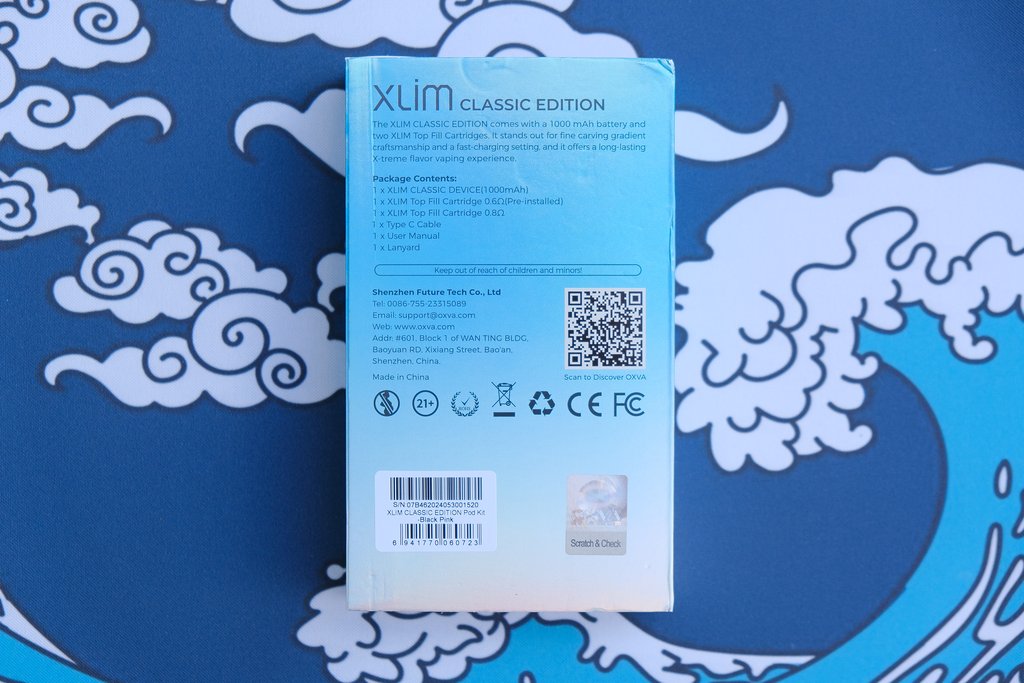 XLIM CLASSIC EDITION
The XLIM CLASSIC EDITION comes with a 1000 mAh battery and
two XLIM Top Fill Cartridges. It stands out for fine carving gradient
craftsmanship and a fast-charging setting, and it offers a long-lasting
X-treme flavor vaping experience.
Package Contents:
1 x XLIM CLASSIC DEVICE(1000mAh)
1 x XLIM Top Fill Cartridge 0.6Ω(Pre-installed)
1 x XLIM Top Fill Cartridge 0.8Ω
1 x Type C Cable
1 x User Manual
1 x Lanyard
Keep out of reach of children and minors!
Shenzhen Future Tech Co., Ltd
Tel: 0086-755-23315089
Email: support@oxva.com
Web: www.oxva.com
Addr: #601, Block 1 of WAN TING BLDG,
Baoyuan RD, Xixiang Street, Bao'an,
Shenzhen, China.
Scan to Discover OXVA
Made in China
21+
ROHS
CE FC
S/N 07B462024053001520
XLIM CLASSIC EDITION Pod Kit
-Black Pink
6 941770 060723
Scratch & Check